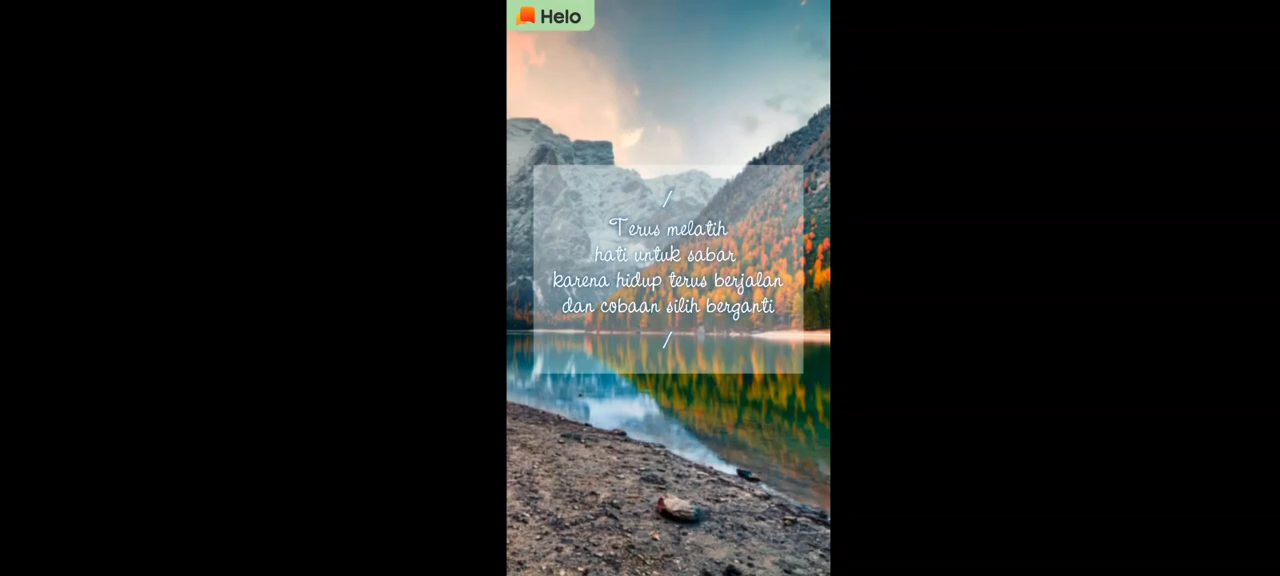 Helo
/
Terus melatih
hati untuk sabar
karena hidup terus berjalan
dan cobaan silih berganti
/